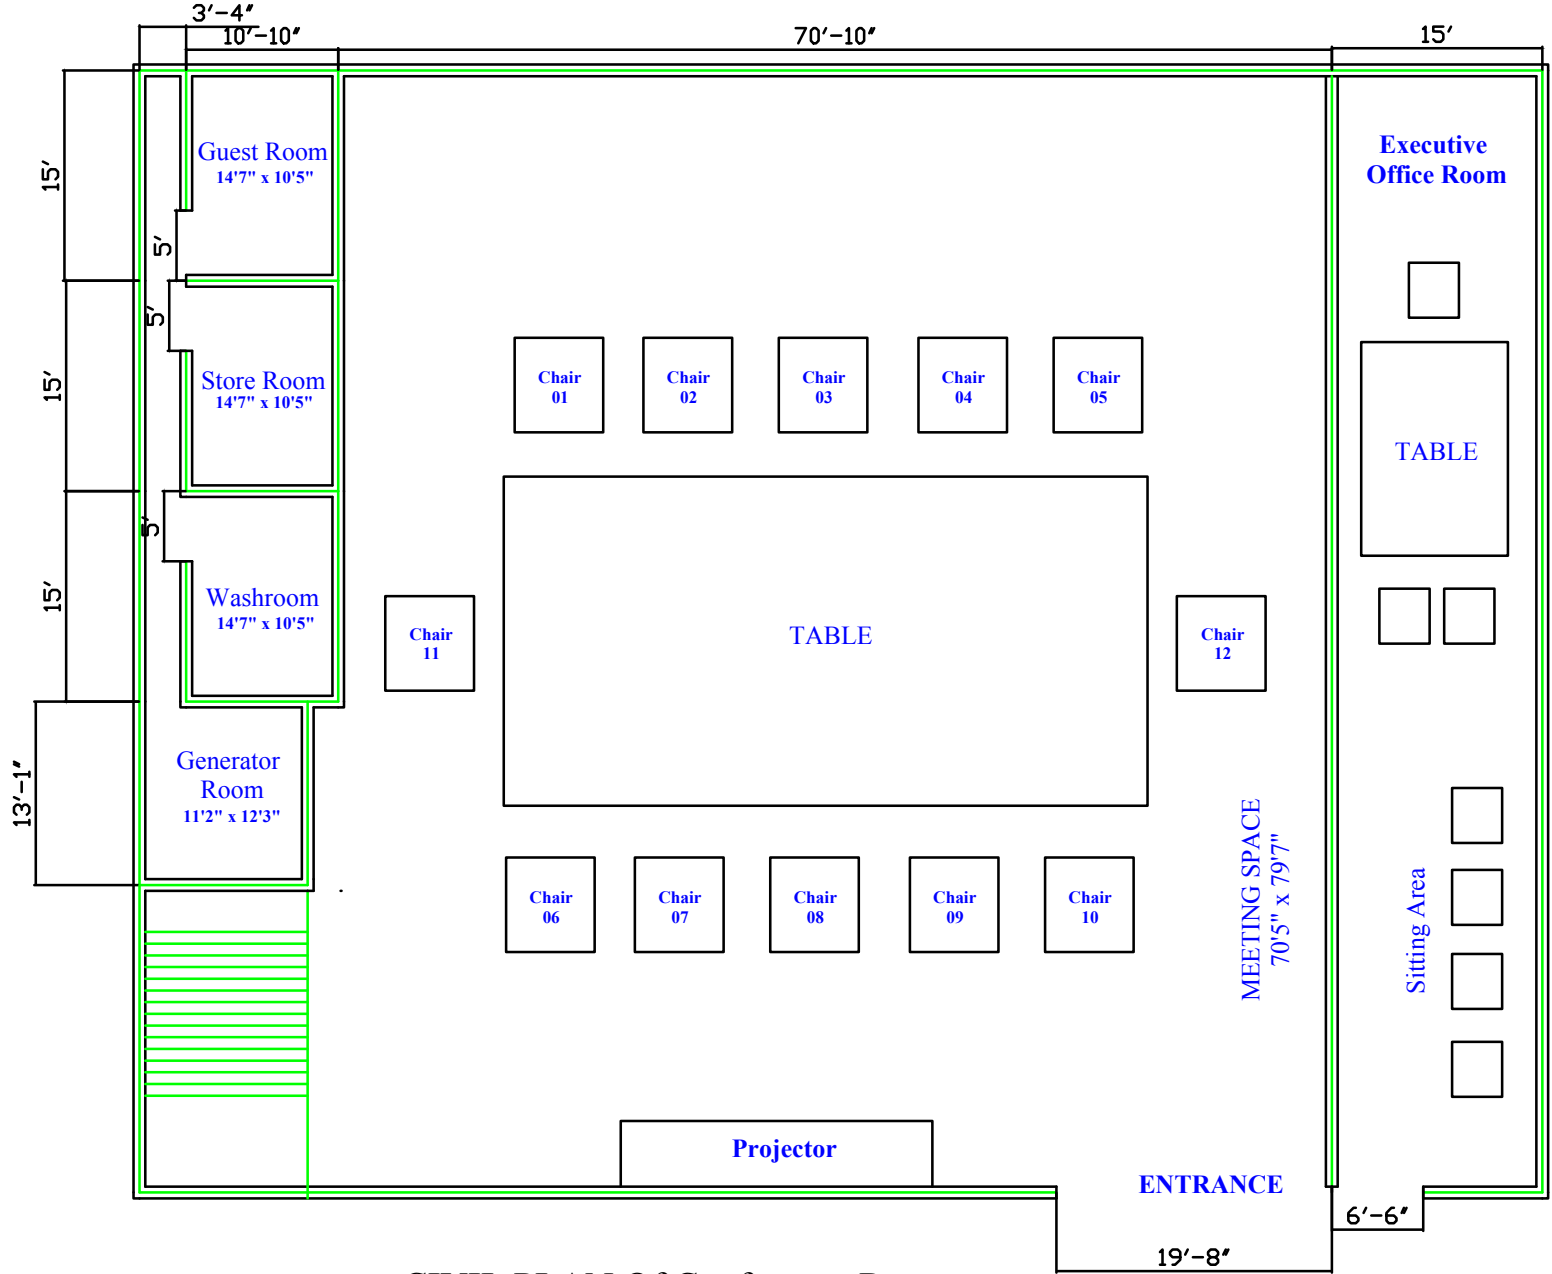 3'-4"
10'-10"
70'-10"
15'
15'
Guest Room
14'7" x 10'5"
Executive
Office Room
5'
5'
15'
Store Room
14'7" x 10'5"
Chair
01
Chair
02
Chair
03
Chair
04
Chair
05
TABLE
5'
15'
Washroom
14'7" x 10'5"
Chair
11
TABLE
Chair
12
13'-1"
Generator
Room
11'2" x 12'3"
MEETING SPACE
70'5" x 79'7"
Chair
06
Chair
07
Chair
08
Chair
09
Chair
10
Sitting Area
Projector
ENTRANCE
6'-6"
19'-8"
CIVIL PLAN Of